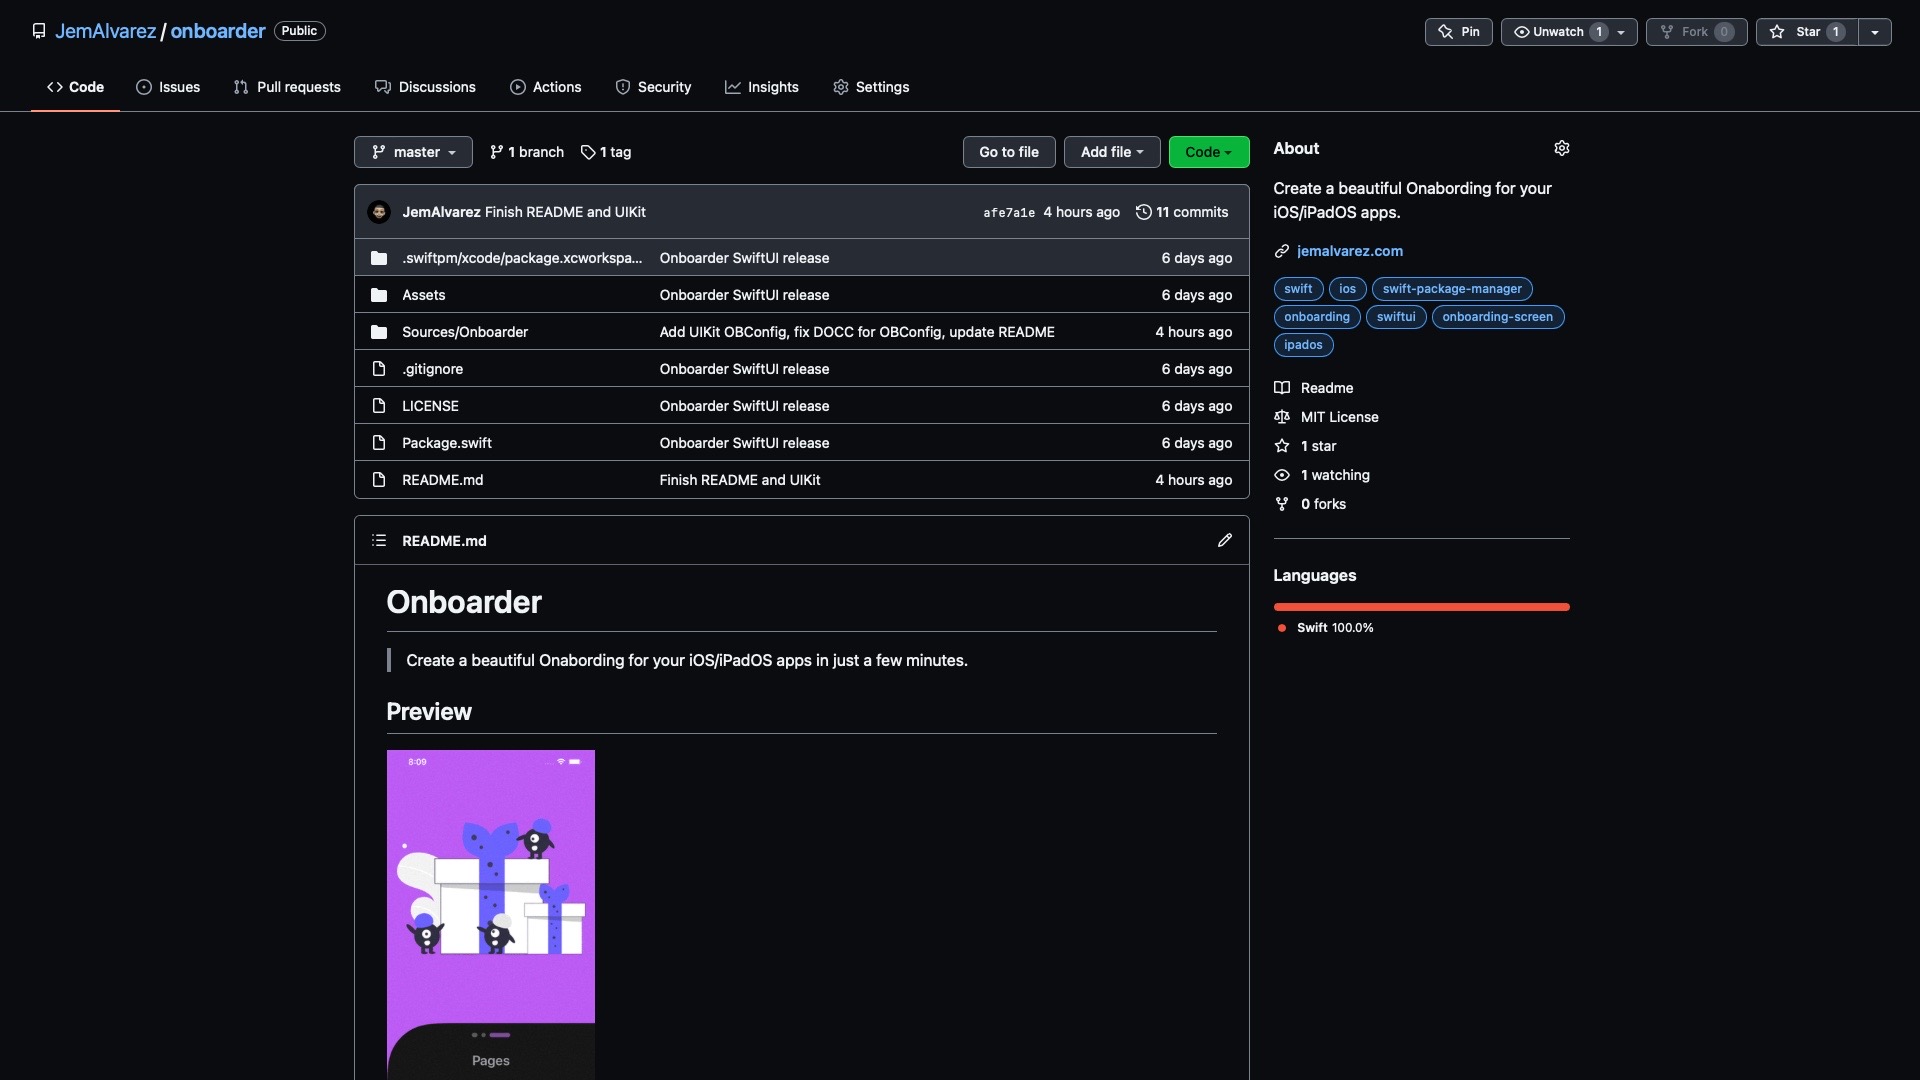 JemAlvarez / onboarder Public
Pin Unwatch 1 Fork 0 Star 1
Code Issues Pull requests Discussions Actions Security Insights Settings
master 1 branch 1 tag Go to file Add file Code
JemAlvarez Finish README and UIKit afe7a1e 4 hours ago 11 commits
.swiftpm/xcode/package.xcworkspa... Onboarder SwiftUI release 6 days ago
Assets Onboarder SwiftUI release 6 days ago
Sources/Onboarder Add UIKit OBConfig, fix DOCC for OBConfig, update README 4 hours ago
.gitignore Onboarder SwiftUI release 6 days ago
LICENSE Onboarder SwiftUI release 6 days ago
Package.swift Onboarder SwiftUI release 6 days ago
README.md Finish README and UIKit 4 hours ago
README.md
Onboarder
Create a beautiful Onabording for your iOS/iPadOS apps in just a few minutes.
Preview
8:09
Pages
About
Create a beautiful Onabording for your
iOS/iPadOS apps.
jemalvarez.com
swift ios swift-package-manager
onboarding swiftui onboarding-screen
ipados
Readme
MIT License
1 star
1 watching
0 forks
Languages
Swift 100.0%